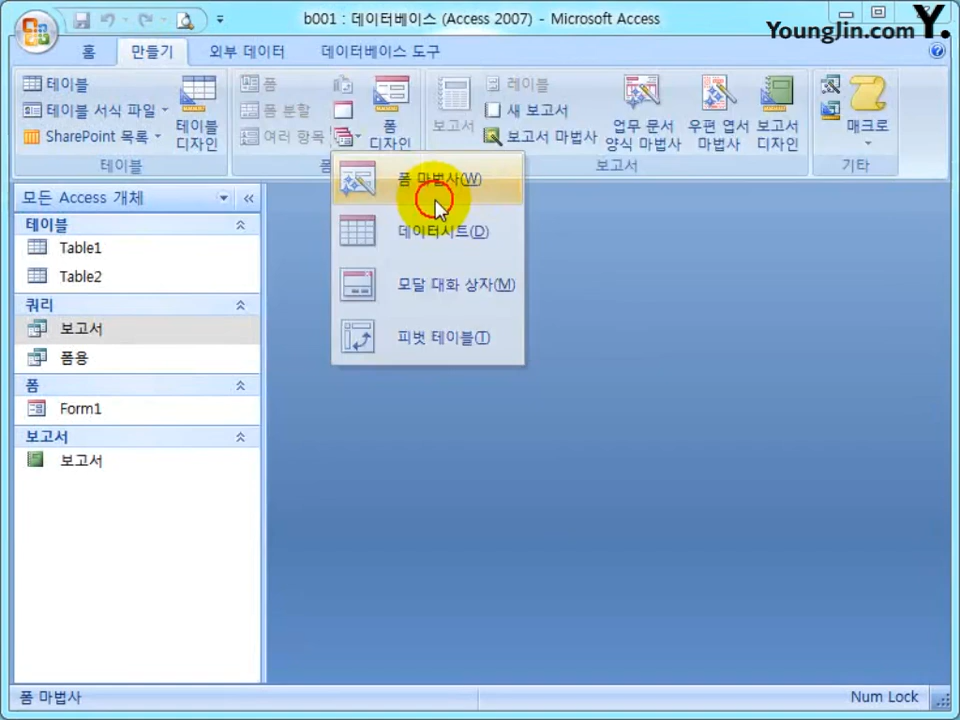 b001 : 데이터베이스 (Access 2007) - Microsoft Access
YoungJin.com Y.
홈 만들기 외부 데이터 데이터베이스 도구
테이블
테이블 서식 파일
SharePoint 목록
테이블 디자인
테이블
폼
폼 분할
여러 항목
폼 디자인
폼
보고서
레이블
새 보고서
보고서 마법사
업무 문서 양식 마법사
우편 엽서 마법사
보고서 디자인
보고서
매크로
기타
폼 마법사(W)
데이터시트(D)
모달 대화 상자(M)
피벗 테이블(T)
모든 Access 개체
테이블
Table1
Table2
쿼리
보고서
폼용
폼
Form1
보고서
보고서
폼 마법사
Num Lock